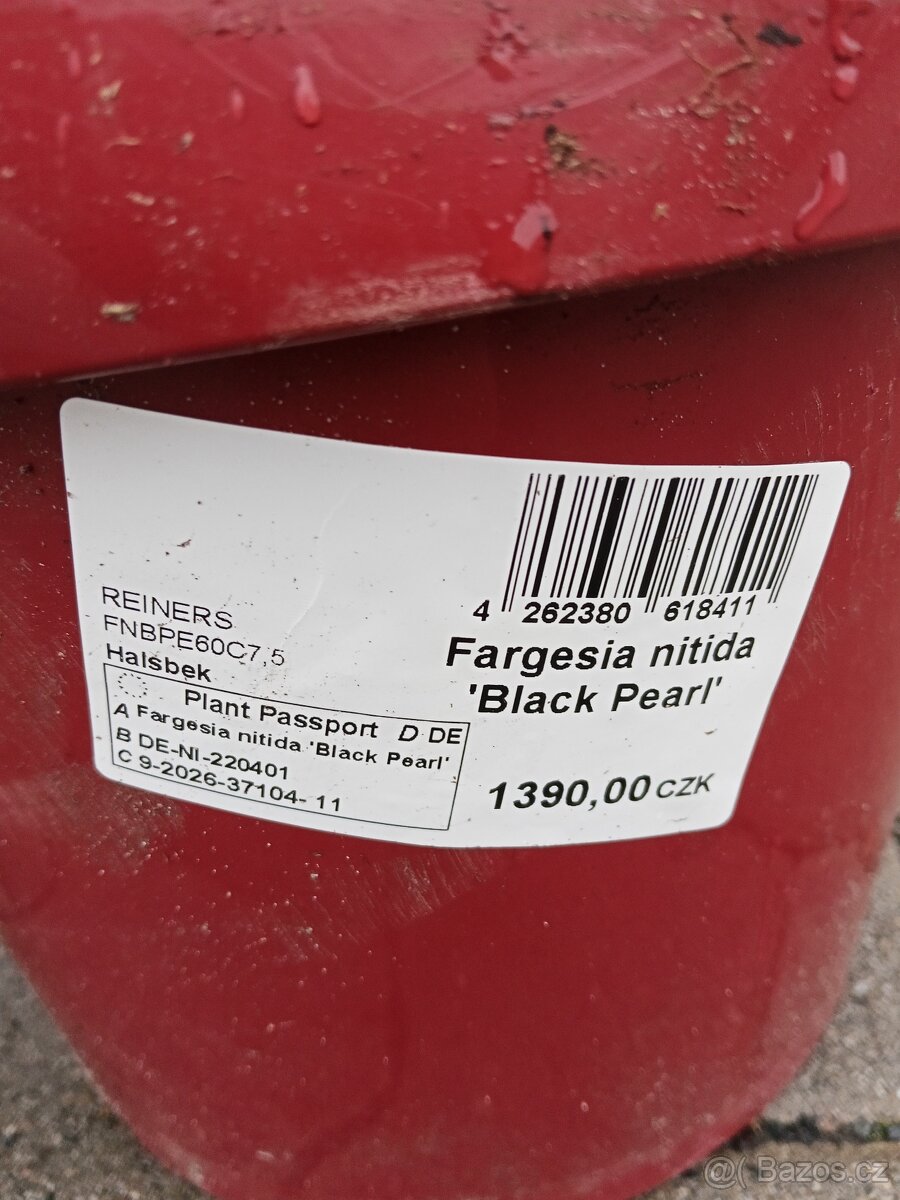 4 262380 618411
REINERS
FNBPE60C7,5
Halsbek
Fargesia nitida
'Black Pearl'
Plant Passport D DE
A Fargesia nitida 'Black Pearl'
B DE-NI-220401
C 9-2026-37104- 11
1390,00 CZK
@( Bazos.cz